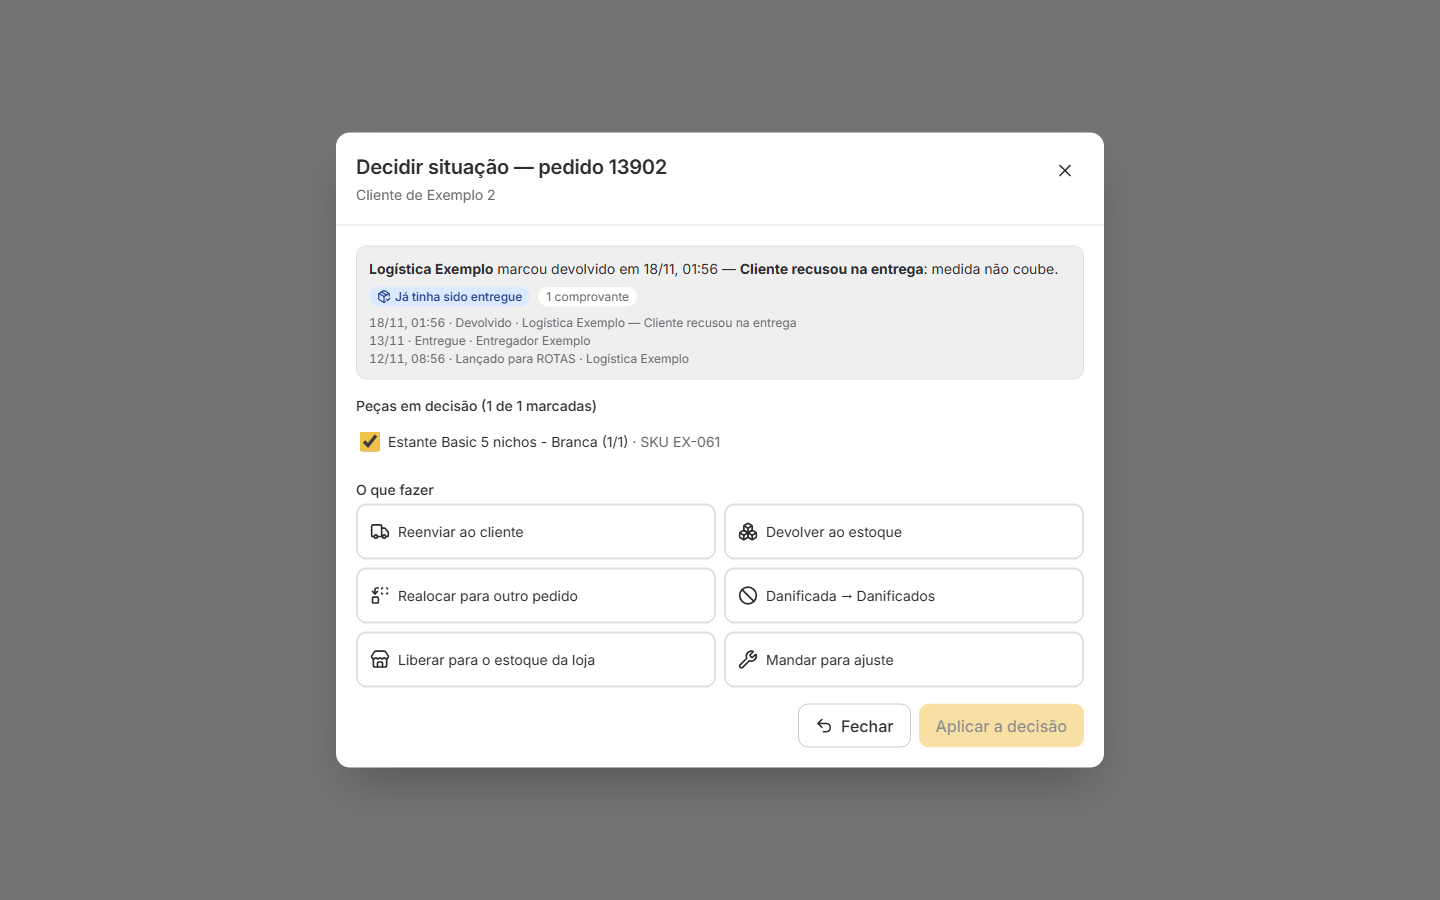 Decidir situação — pedido 13902
Cliente de Exemplo 2
Logística Exemplo marcou devolvido em 18/11, 01:56 — Cliente recusou na entrega: medida não coube.
Já tinha sido entregue 1 comprovante
18/11, 01:56 · Devolvido · Logística Exemplo — Cliente recusou na entrega
13/11 · Entregue · Entregador Exemplo
12/11, 08:56 · Lançado para ROTAS · Logística Exemplo
Peças em decisão (1 de 1 marcadas)
Estante Basic 5 nichos - Branca (1/1) · SKU EX-061
O que fazer
Reenviar ao cliente
Devolver ao estoque
Realocar para outro pedido
Danificada → Danificados
Liberar para o estoque da loja
Mandar para ajuste
Fechar
Aplicar a decisão